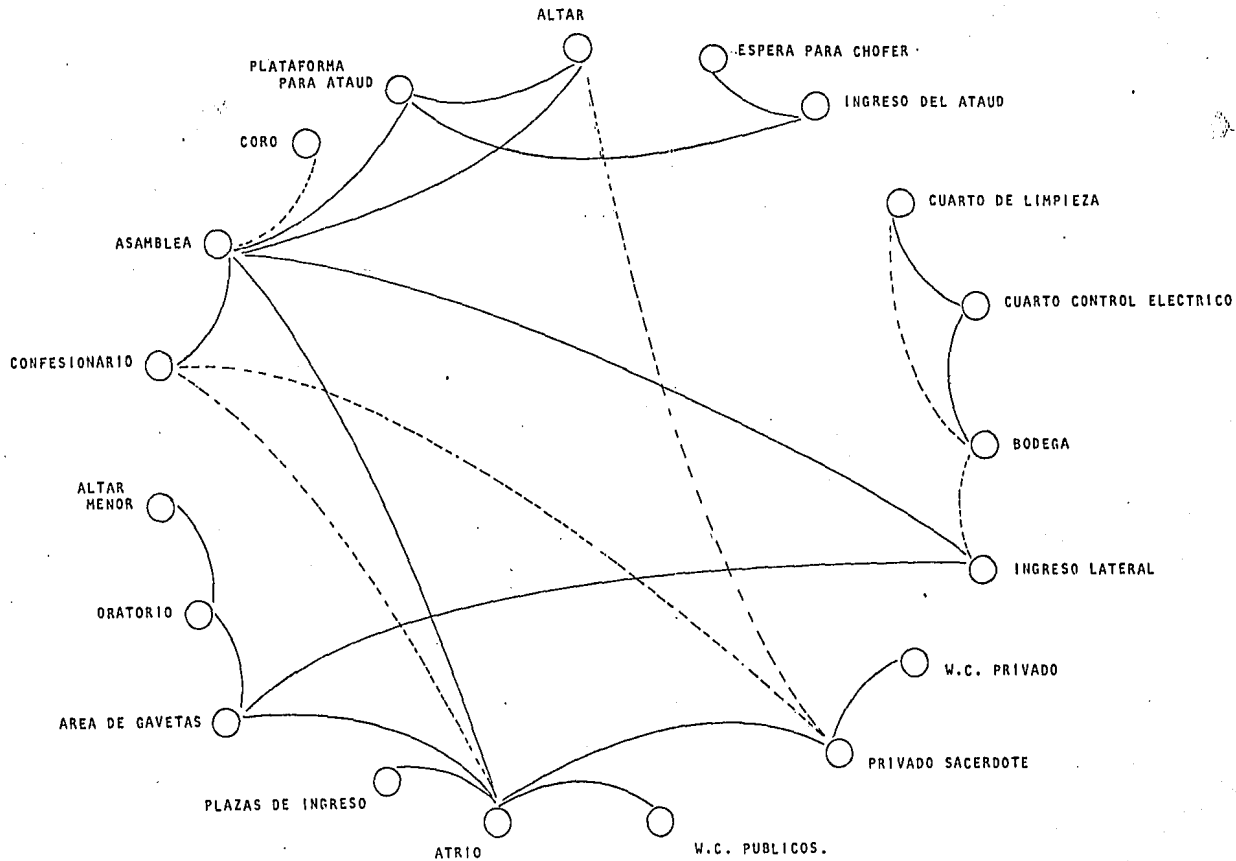 ALTAR
ESPERA PARA CHOFER
PLATAFORMA
PARA ATAUD
INGRESO DEL ATAUD
CORO
CUARTO DE LIMPIEZA
ASAMBLEA
CUARTO CONTROL ELECTRICO
CONFESIONARIO
BODEGA
ALTAR
MENOR
INGRESO LATERAL
ORATORIO
W.C. PRIVADO
AREA DE GAVETAS
PRIVADO SACERDOTE
PLAZAS DE INGRESO
ATRIO
W.C. PUBLICOS.